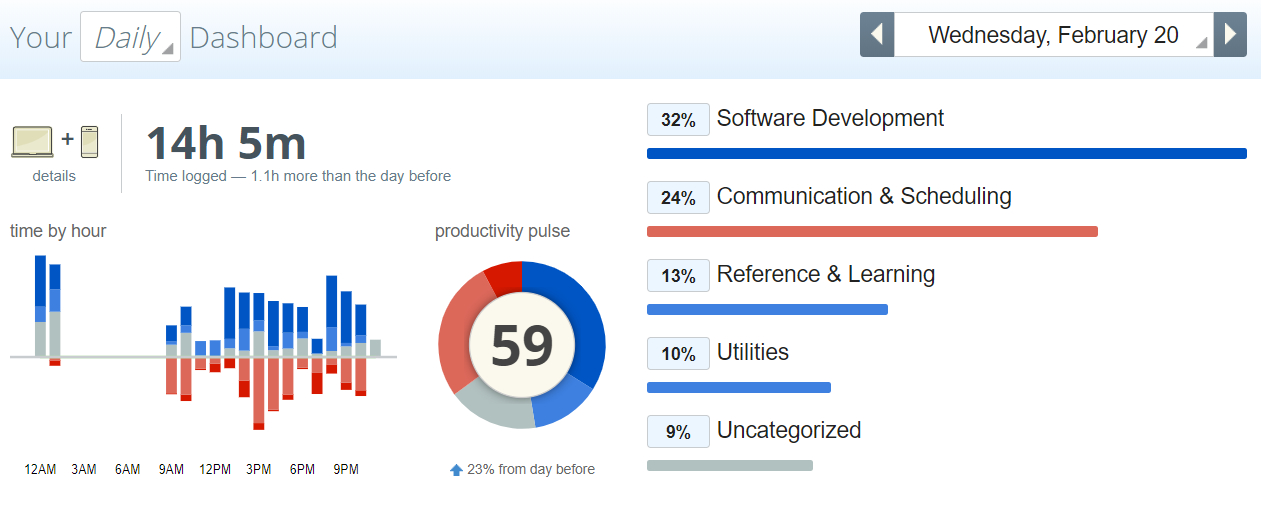 Your Daily Dashboard
Wednesday, February 20
+
details
14h 5m
Time logged — 1.1h more than the day before
time by hour
12AM 3AM 6AM 9AM 12PM 3PM 6PM 9PM
productivity pulse
59
23% from day before
32% Software Development
24% Communication & Scheduling
13% Reference & Learning
10% Utilities
9% Uncategorized